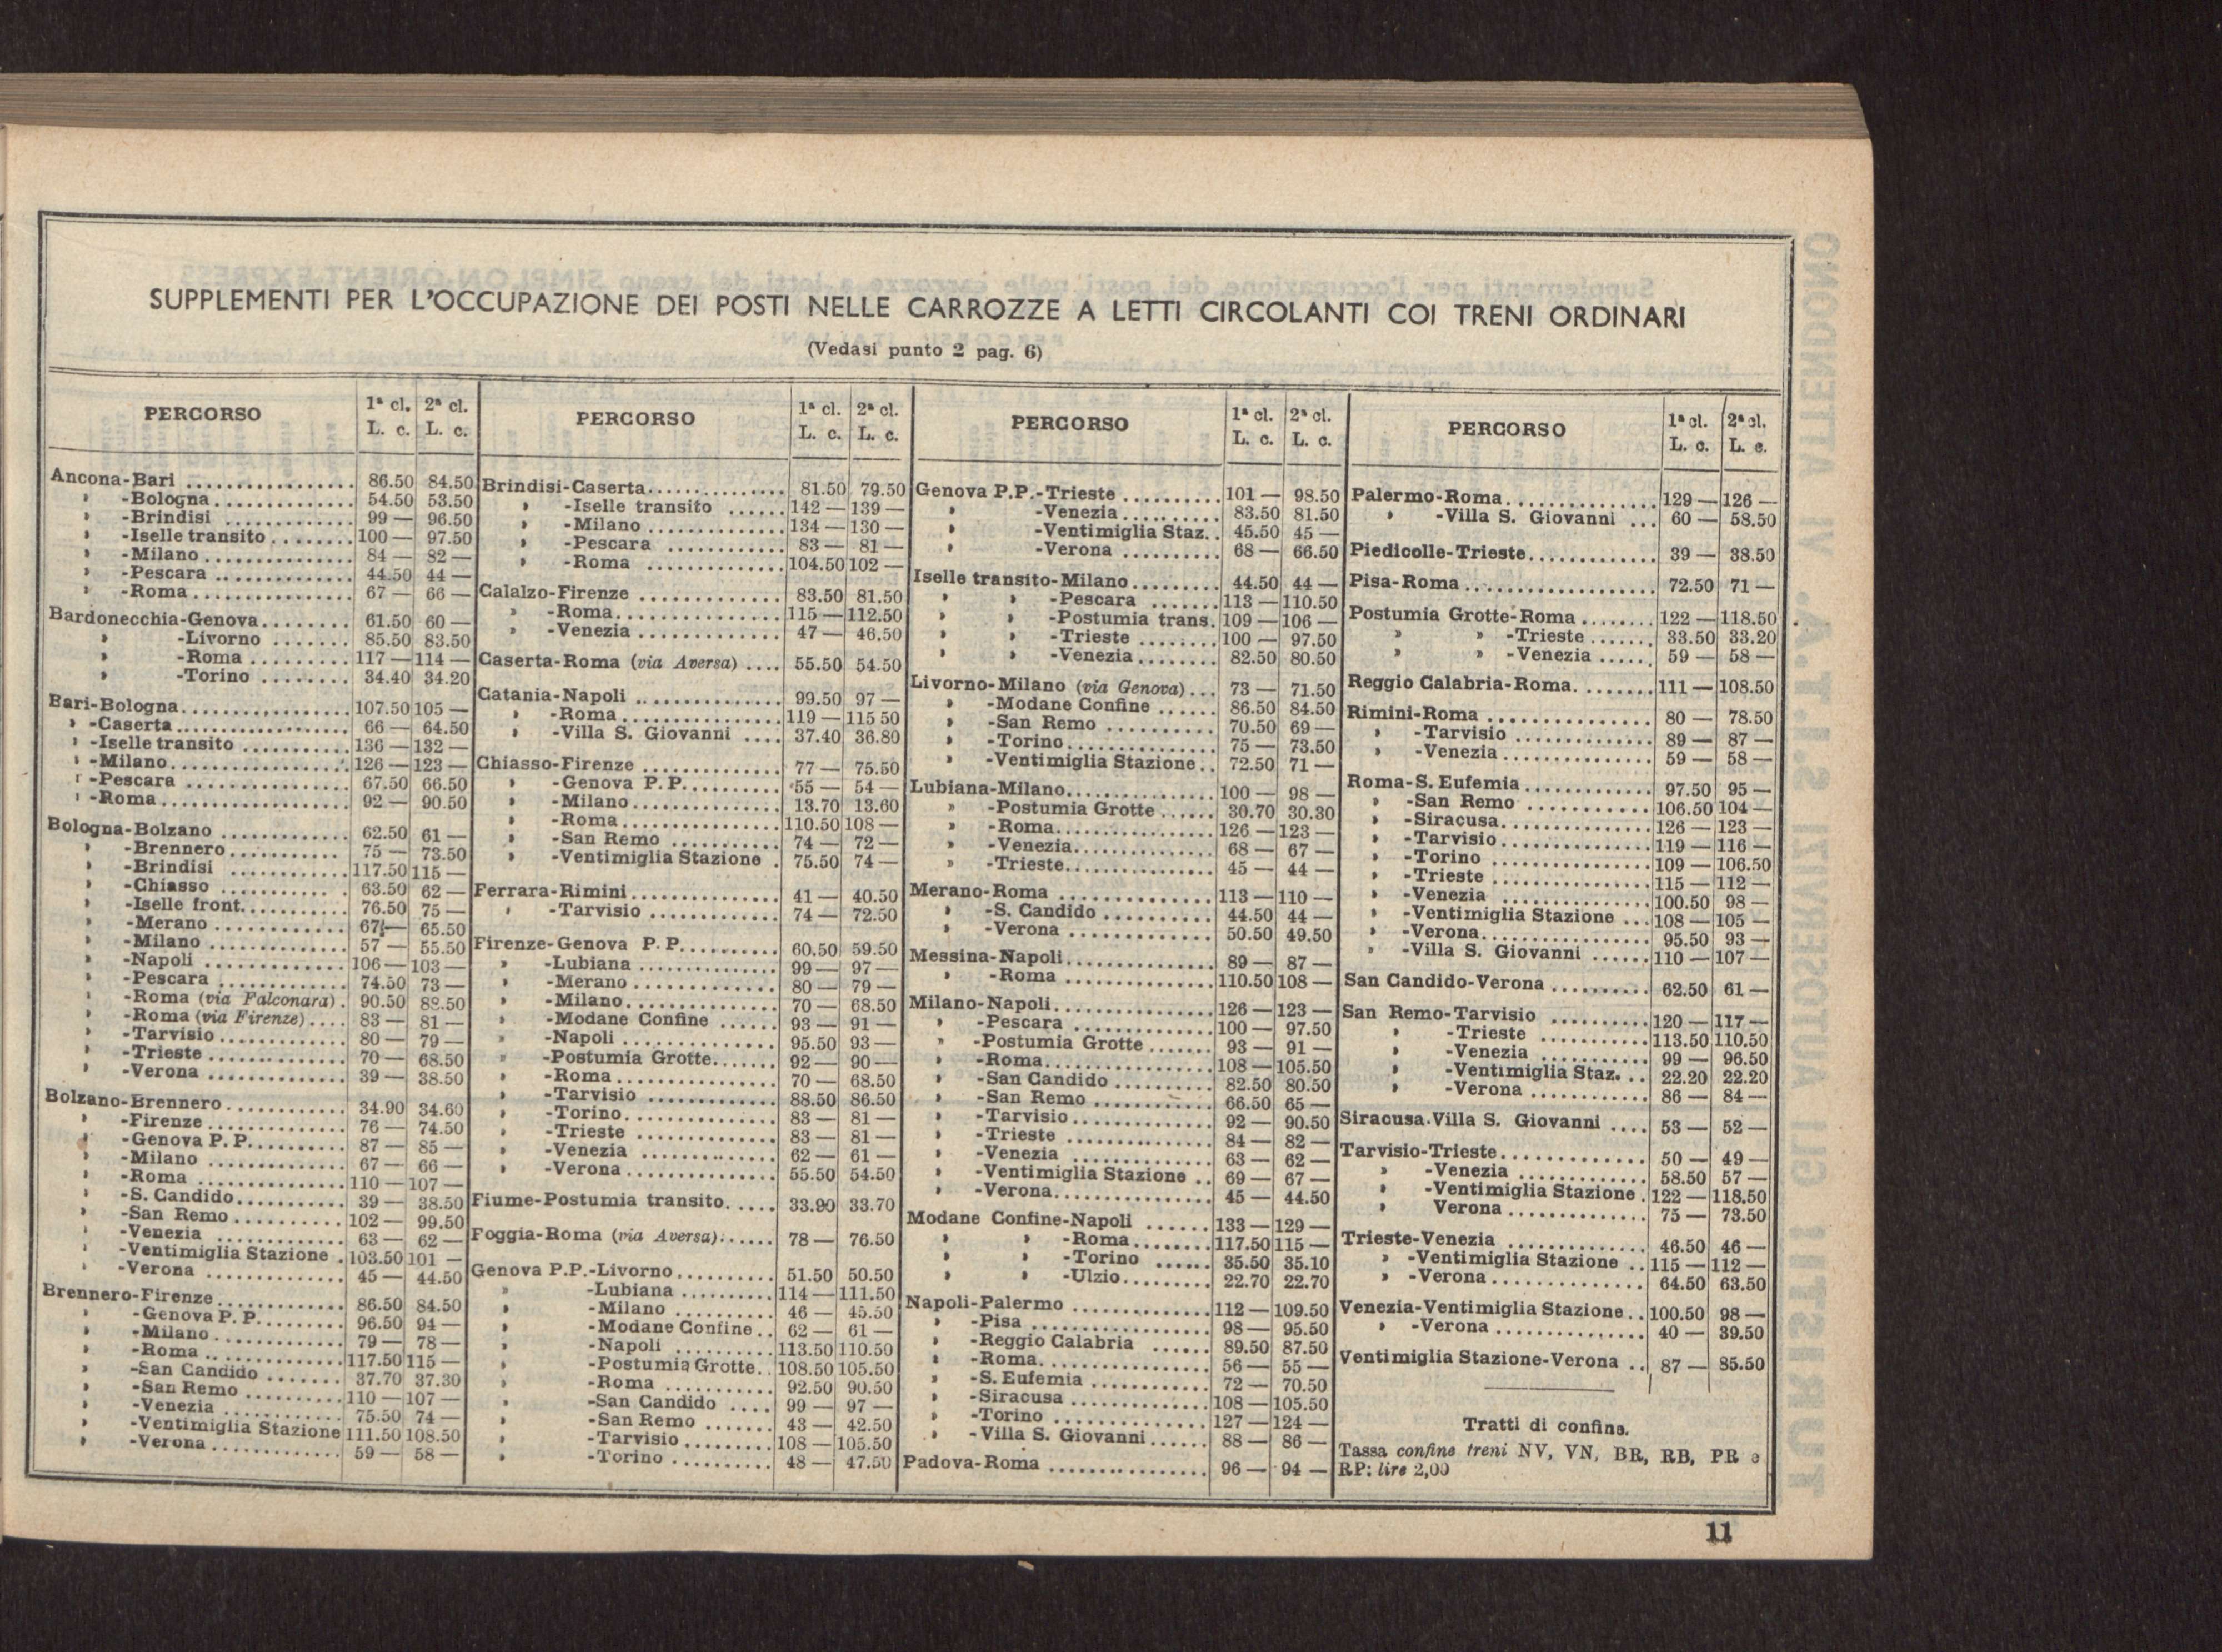 SUPPLEMENTI PER L'OCCUPAZIONE DEI POSTI NELLE CARROZZE A LETTI CIRCOLANTI COI TRENI ORDINARI
(Vedasi punto 2 pag. 6)
PERCORSO 1ª cl. 2ª cl.
L. c. L. c.
Ancona-Bari ................ 86.50 84.50
» -Bologna ............. 54.50 53.50
» -Brindisi ............ 99 — 96.50
» -Iselle transito ........ 100 — 97.50
» -Milano .............. 84 — 82 —
» -Pescara ............. 44.50 44 —
» -Roma ............... 67 — 66 —
Bardonecchia-Genova ........ 61.50 60 —
» -Livorno ....... 85.50 83.50
» -Roma ......... 117 — 114 —
» -Torino ........ 34.40 34.20
Bari-Bologna ................ 107.50 105 —
» -Caserta ................. 66 — 64.50
» -Iselle transito .......... 136 — 132 —
» -Milano ................. 126 — 123 —
» -Pescara ................ 67.50 66.50
» -Roma .................. 92 — 90.50
Bologna-Bolzano ............ 62.50 61 —
» -Brennero .......... 75 — 73.50
» -Brindisi ........... 117.50 115 —
» -Chiasso ........... 63.50 62 —
» -Iselle front. ......... 76.50 75 —
» -Merano ............ 67 — 65.50
» -Milano ............ 57 — 55.50
» -Napoli ............. 106 — 103 —
» -Pescara ............ 74.50 73 —
» -Roma (via Falconara) . 90.50 88.50
» -Roma (via Firenze) .... 83 — 81 —
» -Tarvisio ............ 80 — 79 —
» -Trieste ............. 70 — 68.50
» -Verona ............. 39 — 38.50
Bolzano-Brennero ............ 34.90 34.60
» -Firenze ............. 76 — 74.50
» -Genova P. P. ......... 87 — 85 —
» -Milano ............. 67 — 66 —
» -Roma .............. 110 — 107 —
» -S. Candido ........... 39 — 38.50
» -San Remo .......... 102 — 99.50
» -Venezia ............ 63 — 62 —
» -Ventimiglia Stazione . 103.50 101 —
» -Verona ............. 45 — 44.50
Brennero-Firenze ............ 86.50 84.50
» -Genova P. P. ........ 96.50 94 —
» -Milano ............. 79 — 78 —
» -Roma .............. 117.50 115 —
» -San Candido ....... 37.70 37.30
» -San Remo ......... 110 — 107 —
» -Venezia ............ 75.50 74 —
» -Ventimiglia Stazione 111.50 108.50
» -Verona ............. 59 — 58 —
PERCORSO 1ª cl. 2ª cl.
L. c. L. c.
Brindisi-Caserta .............. 81.50 79.50
» -Iselle transito ...... 142 — 139 —
» -Milano ............. 134 — 130 —
» -Pescara ............ 83 — 81 —
» -Roma ............. 104.50 102 —
Calalzo-Firenze ............. 83.50 81.50
» -Roma ................ 115 — 112.50
» -Venezia .............. 47 — 46.50
Caserta-Roma (via Aversa) .... 55.50 54.50
Catania-Napoli .............. 99.50 97 —
» -Roma ................ 119 — 115 50
» -Villa S. Giovanni .... 37.40 36.80
Chiasso-Firenze .............. 77 — 75.50
» -Genova P. P. ......... 55 — 54 —
» -Milano ............... 13.70 13.60
» -Roma ................ 110.50 108 —
» -San Remo ........... 74 — 72 —
» -Ventimiglia Stazione . 75.50 74 —
Ferrara-Rimini ............... 41 — 40.50
» -Tarvisio ............. 74 — 72.50
Firenze-Genova P. P. ......... 60.50 59.50
» -Lubiana .............. 99 — 97 —
» -Merano .............. 80 — 79 —
» -Milano ............... 70 — 68.50
» -Modane Confine ...... 93 — 91 —
» -Napoli ............... 95.50 93 —
» -Postumia Grotte ...... 92 — 90 —
» -Roma ................ 70 — 68.50
» -Tarvisio ............. 88.50 86.50
» -Torino ............... 83 — 81 —
» -Trieste .............. 83 — 81 —
» -Venezia .............. 62 — 61 —
» -Verona ............... 55.50 54.50
Fiume-Postumia transito ..... 33.90 33.70
Foggia-Roma (via Aversa) ..... 78 — 76.50
Genova P.P.-Livorno .......... 51.50 50.50
» -Lubiana .......... 114 — 111.50
» -Milano .......... 46 — 45.50
» -Modane Confine .. 62 — 61 —
» -Napoli .......... 113.50 110.50
» -Postumia Grotte .. 108.50 105.50
» -Roma ........... 92.50 90.50
» -San Candido .... 99 — 97 —
» -San Remo ....... 43 — 42.50
» -Tarvisio ......... 108 — 105.50
» -Torino .......... 48 — 47.50
PERCORSO 1ª cl. 2ª cl.
L. c. L. c.
Genova P.P.-Trieste .......... 101 — 98.50
» -Venezia .......... 83.50 81.50
» -Ventimiglia Staz. . 45.50 45 —
» -Verona .......... 68 — 66.50
Iselle transito-Milano ......... 44.50 44 —
» » -Pescara ....... 113 — 110.50
» » -Postumia trans. 109 — 106 —
» » -Trieste ........ 100 — 97.50
» » -Venezia ........ 82.50 80.50
Livorno-Milano (via Genova) ... 73 — 71.50
» -Modane Confine ...... 86.50 84.50
» -San Remo .......... 70.50 69 —
» -Torino ............... 75 — 73.50
» -Ventimiglia Stazione .. 72.50 71 —
Lubiana-Milano ............... 100 — 98 —
» -Postumia Grotte ...... 30.70 30.30
» -Roma ................ 126 — 123 —
» -Venezia .............. 68 — 67 —
» -Trieste ............... 45 — 44 —
Merano-Roma ............... 113 — 110 —
» -S. Candido .......... 44.50 44 —
» -Verona ............. 50.50 49.50
Messina-Napoli ............... 89 — 87 —
» -Roma .............. 110.50 108 —
Milano-Napoli ................ 126 — 123 —
» -Pescara ............. 100 — 97.50
» -Postumia Grotte ....... 93 — 91 —
» -Roma ................. 108 — 105.50
» -San Candido .......... 82.50 80.50
» -San Remo ............ 66.50 65 —
» -Tarvisio .............. 92 — 90.50
» -Trieste ............... 84 — 82 —
» -Venezia .............. 63 — 62 —
» -Ventimiglia Stazione .. 69 — 67 —
» -Verona ................ 45 — 44.50
Modane Confine-Napoli ...... 133 — 129 —
» » -Roma ........ 117.50 115 —
» » -Torino ...... 35.50 35.10
» » -Ulzio ......... 22.70 22.70
Napoli-Palermo .............. 112 — 109.50
» -Pisa .................. 98 — 95.50
» -Reggio Calabria ...... 89.50 87.50
» -Roma ................. 56 — 55 —
» -S. Eufemia ............ 72 — 70.50
» -Siracusa .............. 108 — 105.50
» -Torino ............... 127 — 124 —
» -Villa S. Giovanni ...... 88 — 86 —
Padova-Roma ................ 96 — 94 —
PERCORSO 1ª cl. 2ª cl.
L. c. L. c.
Palermo-Roma ............... 129 — 126 —
» -Villa S. Giovanni ... 60 — 58.50
Piedicolle-Trieste ............. 39 — 38.50
Pisa-Roma ................... 72.50 71 —
Postumia Grotte-Roma ........ 122 — 118.50
» » -Trieste ...... 33.50 33.20
» » -Venezia ..... 59 — 58 —
Reggio Calabria-Roma ........ 111 — 108.50
Rimini-Roma ................ 80 — 78.50
» -Tarvisio .............. 89 — 87 —
» -Venezia ............... 59 — 58 —
Roma-S. Eufemia ............. 97.50 95 —
» -San Remo ............ 106.50 104 —
» -Siracusa ............... 126 — 123 —
» -Tarvisio ............... 119 — 116 —
» -Torino ................ 109 — 106.50
» -Trieste ................ 115 — 112 —
» -Venezia ............... 100.50 98 —
» -Ventimiglia Stazione ... 108 — 105 —
» -Verona ................. 95.50 93 —
» -Villa S. Giovanni ...... 110 — 107 —
San Candido-Verona .......... 62.50 61 —
San Remo-Tarvisio .......... 120 — 117 —
» -Trieste ........... 113.50 110.50
» -Venezia ........... 99 — 96.50
» -Ventimiglia Staz. .. 22.20 22.20
» -Verona ............ 86 — 84 —
Siracusa.Villa S. Giovanni .... 53 — 52 —
Tarvisio-Trieste ............... 50 — 49 —
» -Venezia ............. 58.50 57 —
» -Ventimiglia Stazione . 122 — 118.50
» Verona .............. 75 — 73.50
Trieste-Venezia .............. 46.50 46 —
» -Ventimiglia Stazione .. 115 — 112 —
» -Verona ............... 64.50 63.50
Venezia-Ventimiglia Stazione .. 100.50 98 —
» -Verona ............... 40 — 39.50
Ventimiglia Stazione-Verona .. 87 — 85.50
Tratti di confine.
Tassa confine treni NV, VN, BR, RB, PR e
RP: lire 2,00
11